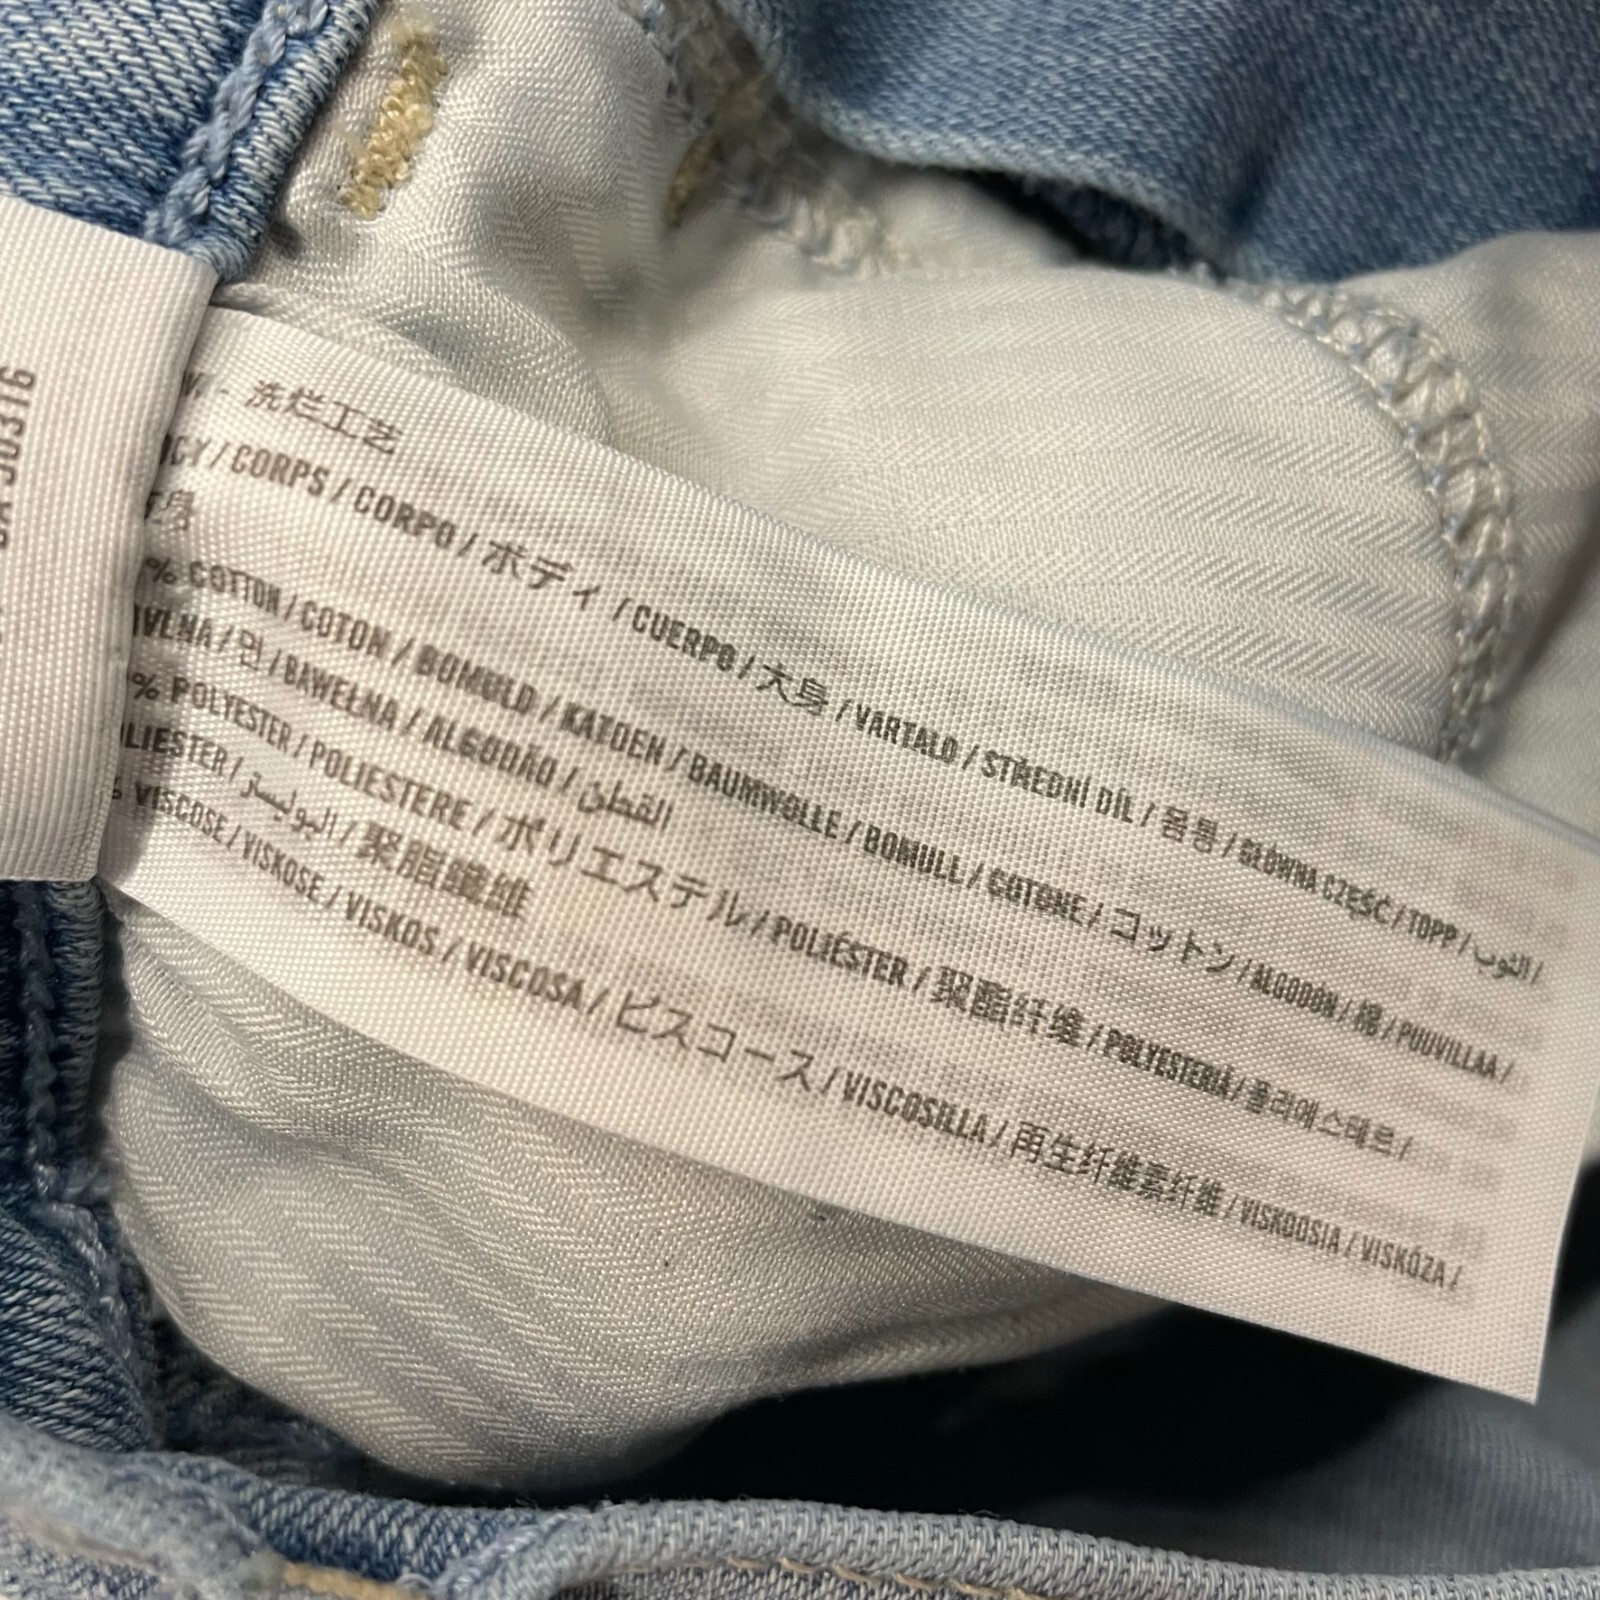 - 洗烂工艺
/ CORPS / CORPO / ボディ / CUERPO / 大身 / VARTALO / STŘEDNÍ DÍL / 몸통 / GŁÓWNA CZĘŚĆ / TOPP / الثوب /
% COTTON / COTON / BOMULD / KATOEN / BAUMWOLLE / BOMULL / COTONE / コットン / ALGODON / 棉 / PUUVILLAA /
/ 면 / BAWEŁNA / ALGODÃO / القطن
% POLYESTER / POLIESTERE / ポリエステル / POLIÉSTER / 聚酯纤维 / POLYESTERIÄ / 폴리에스테르 /
/ البوليستر / 聚脂纖維
% VISCOSE / VISKOSE / VISKOS / VISCOSA / ビスコース / VISCOSILLA / 再生纤维素纤维 / VISKOOSIA / VISKÓZA /